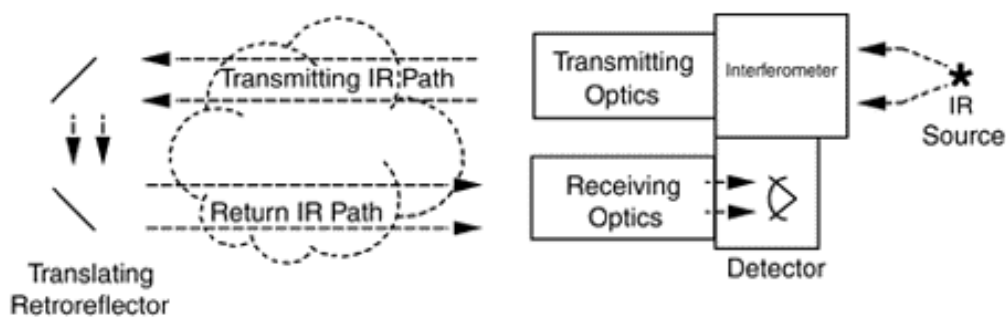 Transmitting IR Path
Transmitting
Optics
Interferometer
IR
Source
Return IR Path
Receiving
Optics
Translating
Retroreflector
Detector